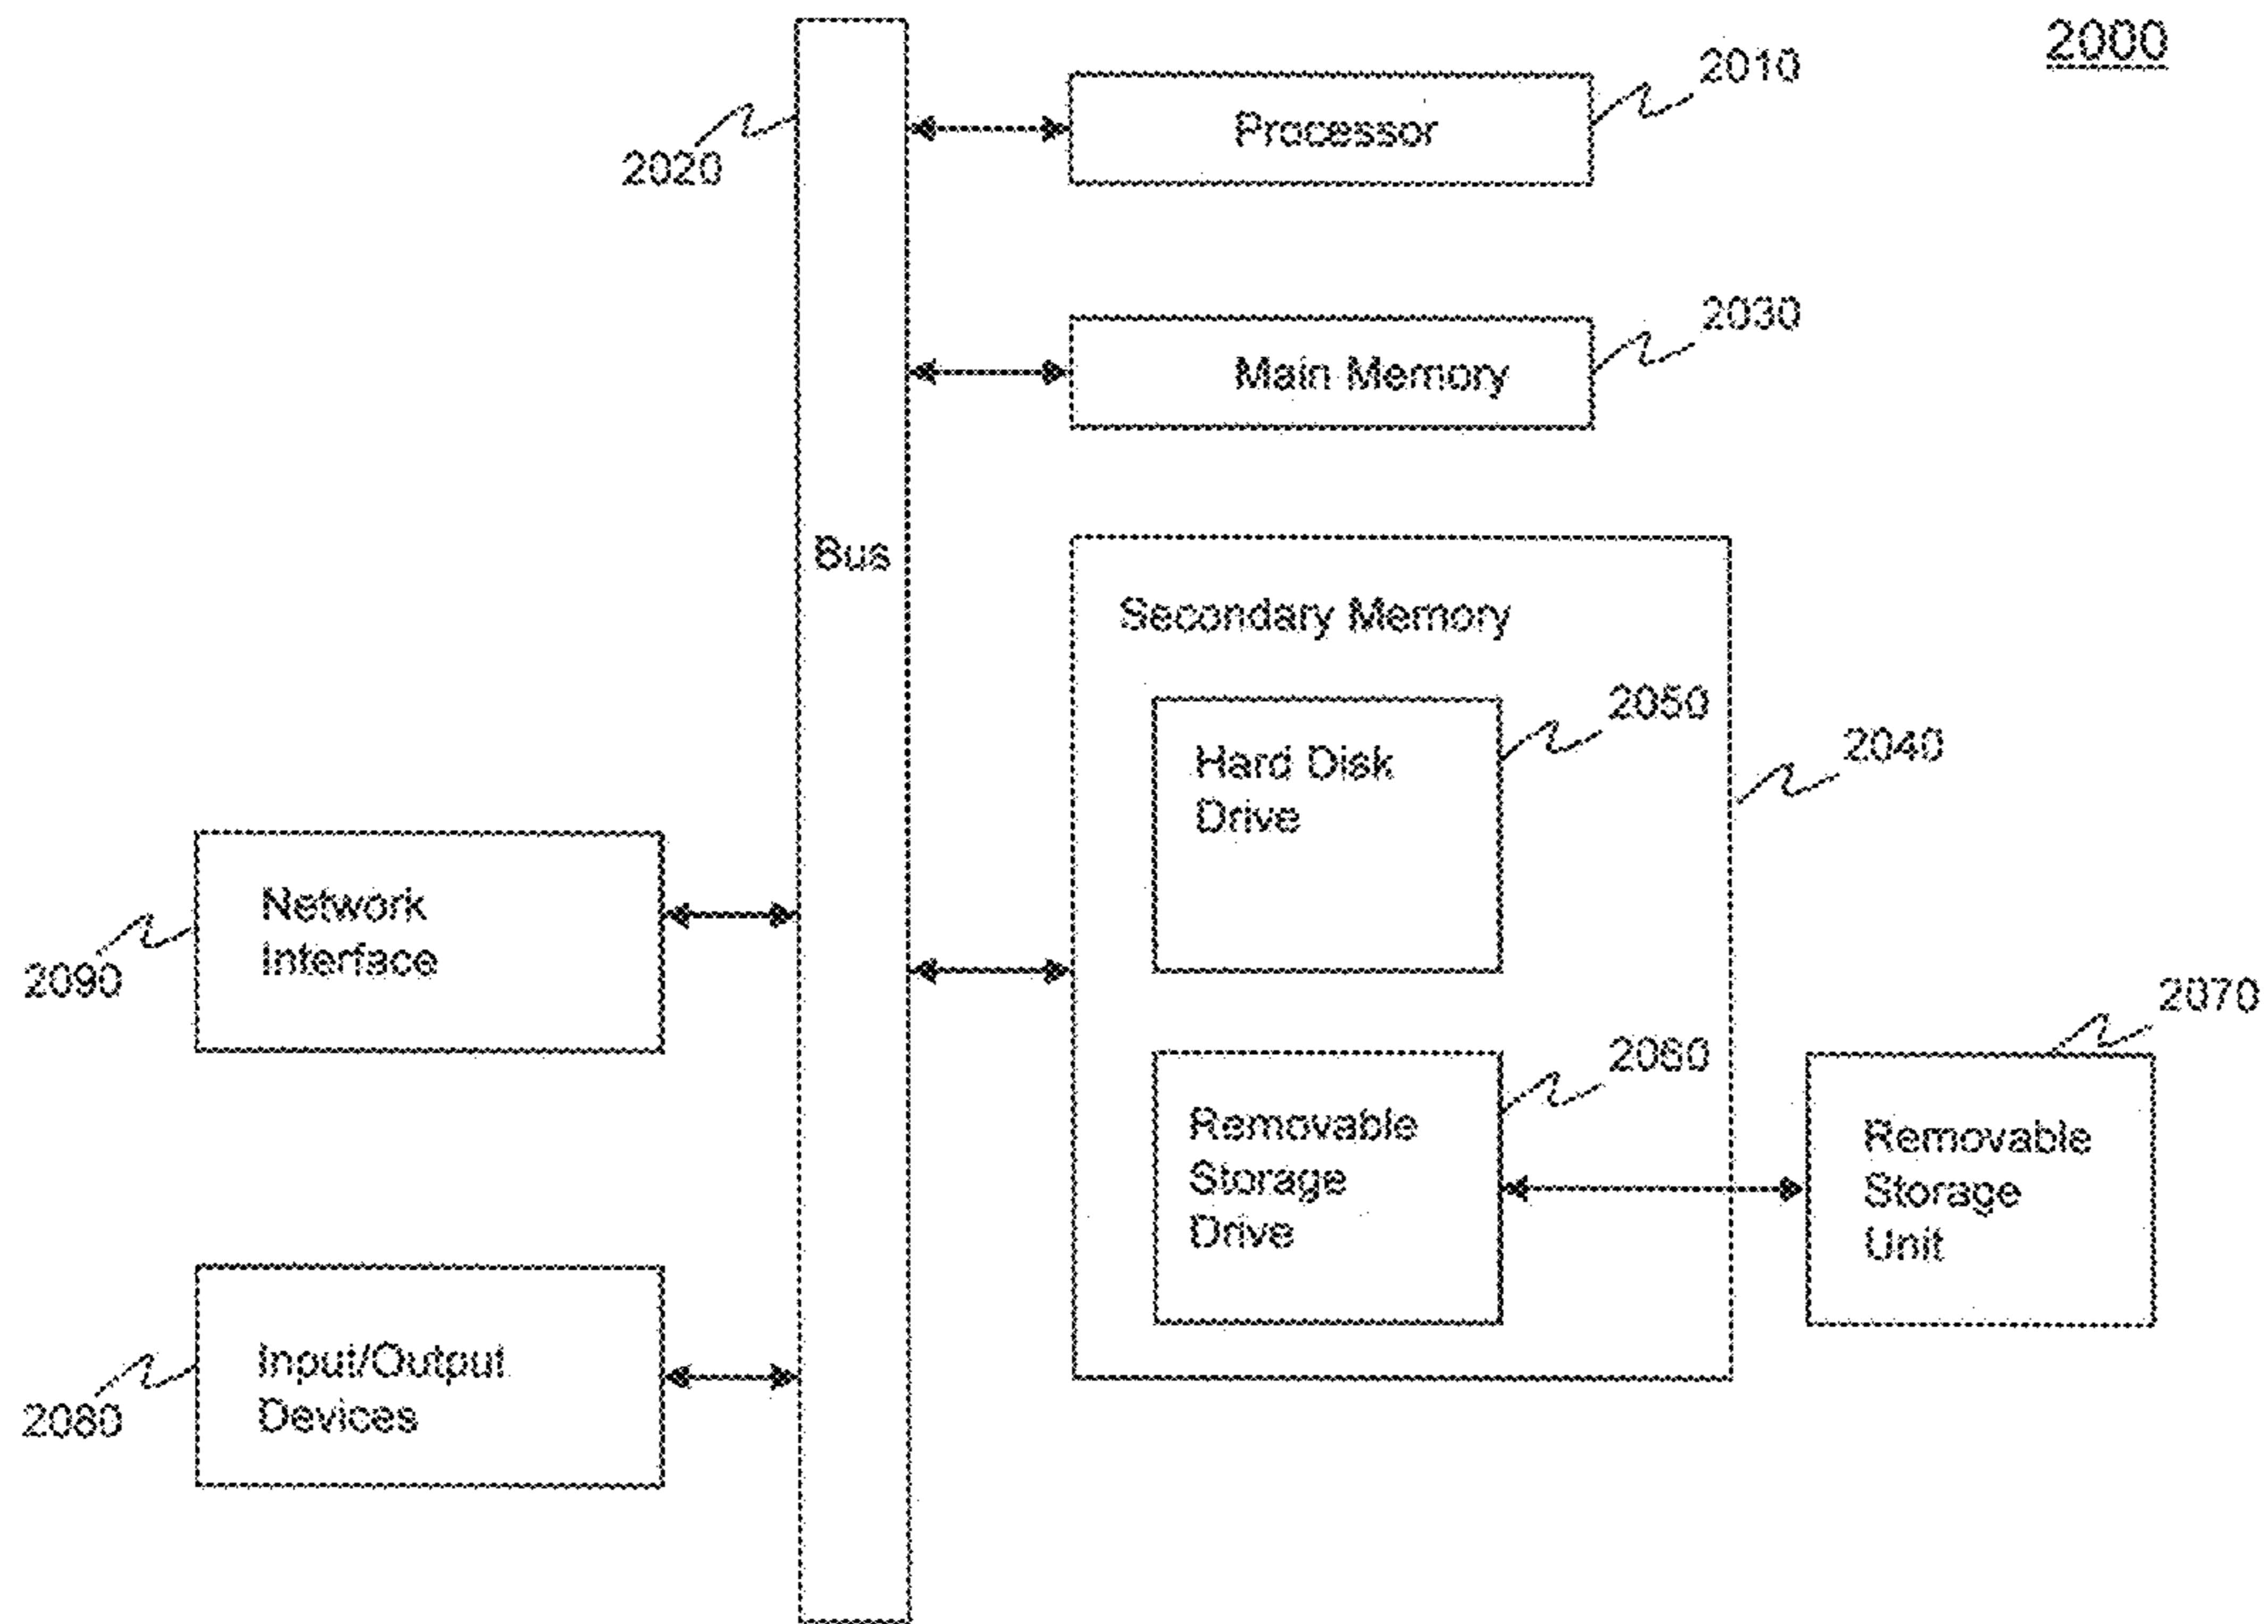 2000
2010
Processor
2020
2030
Main Memory
Bus
Secondary Memory
2050
Hard Disk
Drive
2040
Network
Interface
2090
2070
2060
Removable
Storage
Drive
Removable
Storage
Unit
Input/Output
Devices
2080